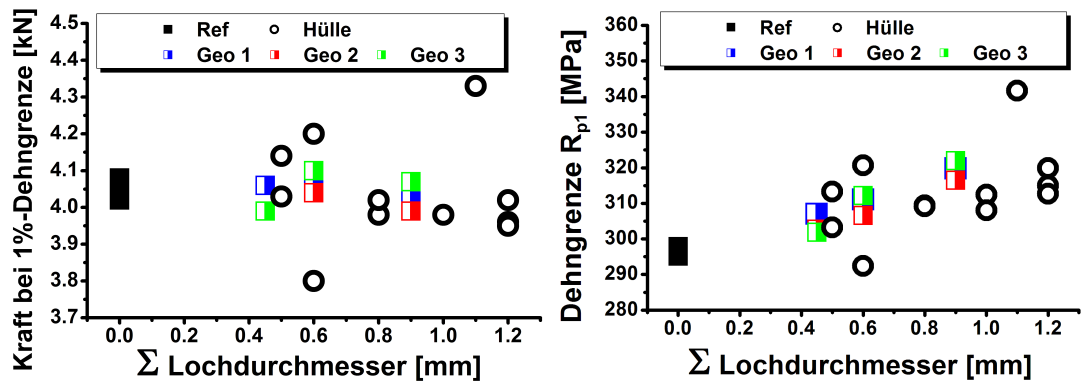 Kraft bei 1%-Dehngrenze [kN]
4.5
4.4
4.3
4.2
4.1
4.0
3.9
3.8
3.7
Ref Hülle
Geo 1 Geo 2 Geo 3
0.0 0.2 0.4 0.6 0.8 1.0 1.2
Σ Lochdurchmesser [mm]
Dehngrenze Rp1 [MPa]
360
350
340
330
320
310
300
290
280
Ref Hülle
Geo 1 Geo 2 Geo 3
0.0 0.2 0.4 0.6 0.8 1.0 1.2
Σ Lochdurchmesser [mm]